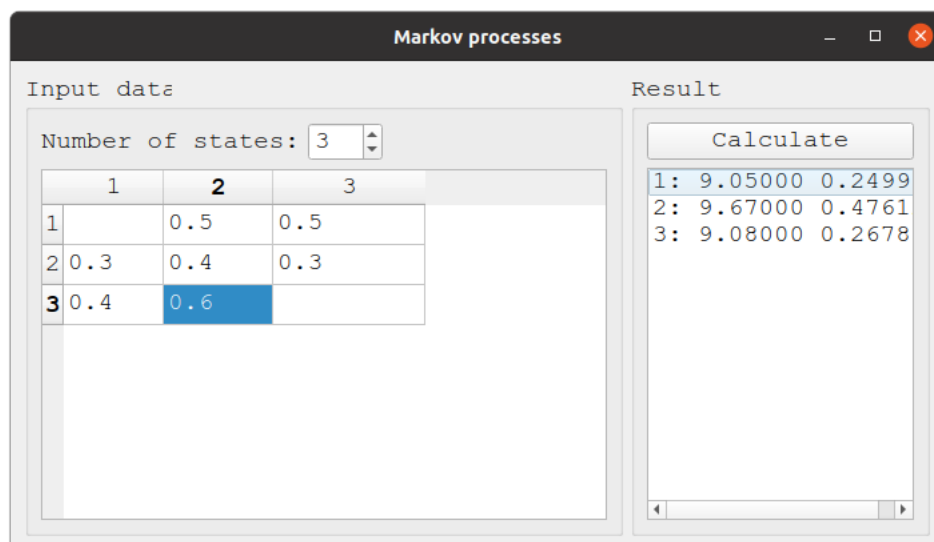 Markov processes
Input data
Result
Number of states: 3
Calculate
1 2 3
1 0.5 0.5
2 0.3 0.4 0.3
3 0.4 0.6
1: 9.05000 0.2499
2: 9.67000 0.4761
3: 9.08000 0.2678